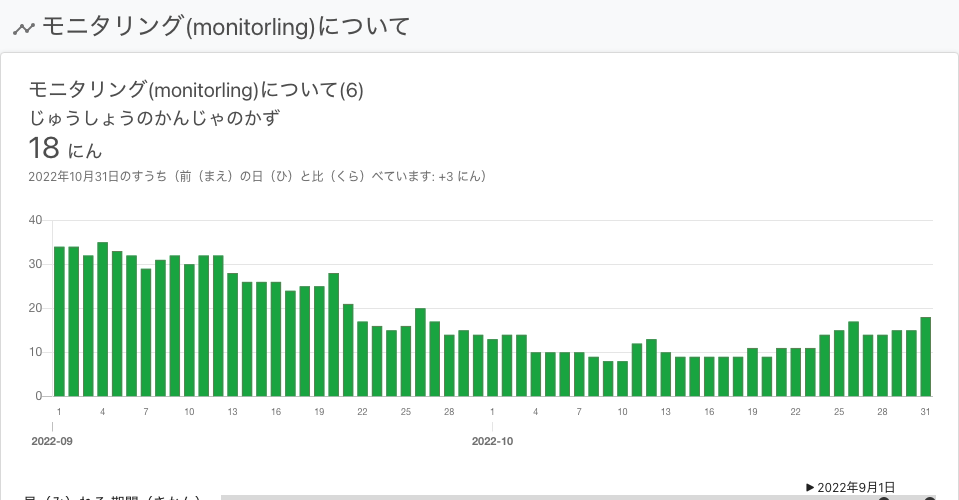 モニタリング(monitorling)について
モニタリング(monitorling)について(6)
じゅうしょうのかんじゃのかず
18 にん
2022年10月31日のすうち（前（まえ）の日（ひ）と比（くら）べています: +3 にん）
40
30
20
10
0
1 4 7 10 13 16 19 22 25 28 1 4 7 10 13 16 19 22 25 28 31
2022-09 2022-10
▶ 2022年9月1日